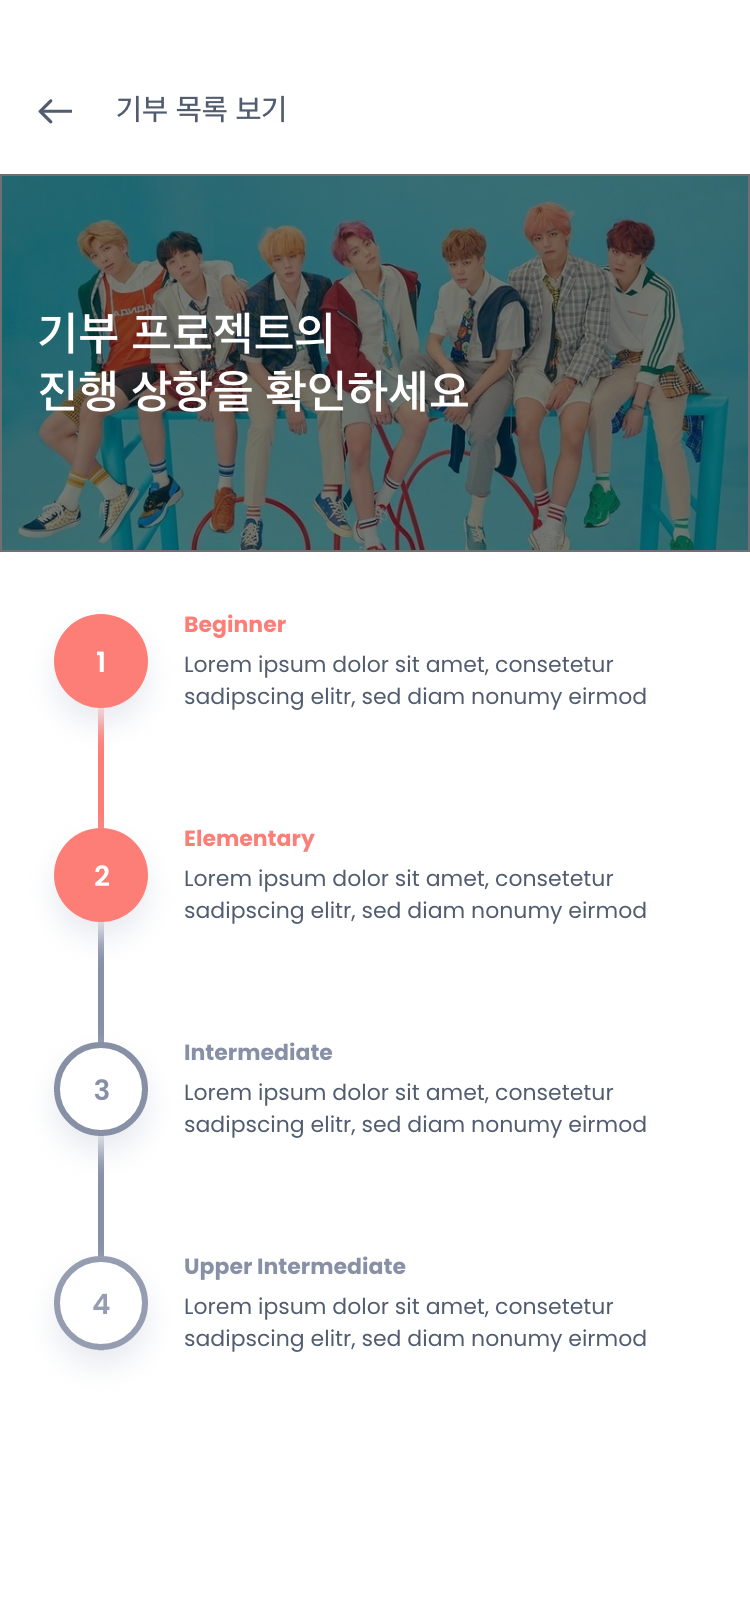 기부 목록 보기
기부 프로젝트의
진행 상항을 확인하세요
1
Beginner
Lorem ipsum dolor sit amet, consetetur
sadipscing elitr, sed diam nonumy eirmod
2
Elementary
Lorem ipsum dolor sit amet, consetetur
sadipscing elitr, sed diam nonumy eirmod
3
Intermediate
Lorem ipsum dolor sit amet, consetetur
sadipscing elitr, sed diam nonumy eirmod
4
Upper Intermediate
Lorem ipsum dolor sit amet, consetetur
sadipscing elitr, sed diam nonumy eirmod